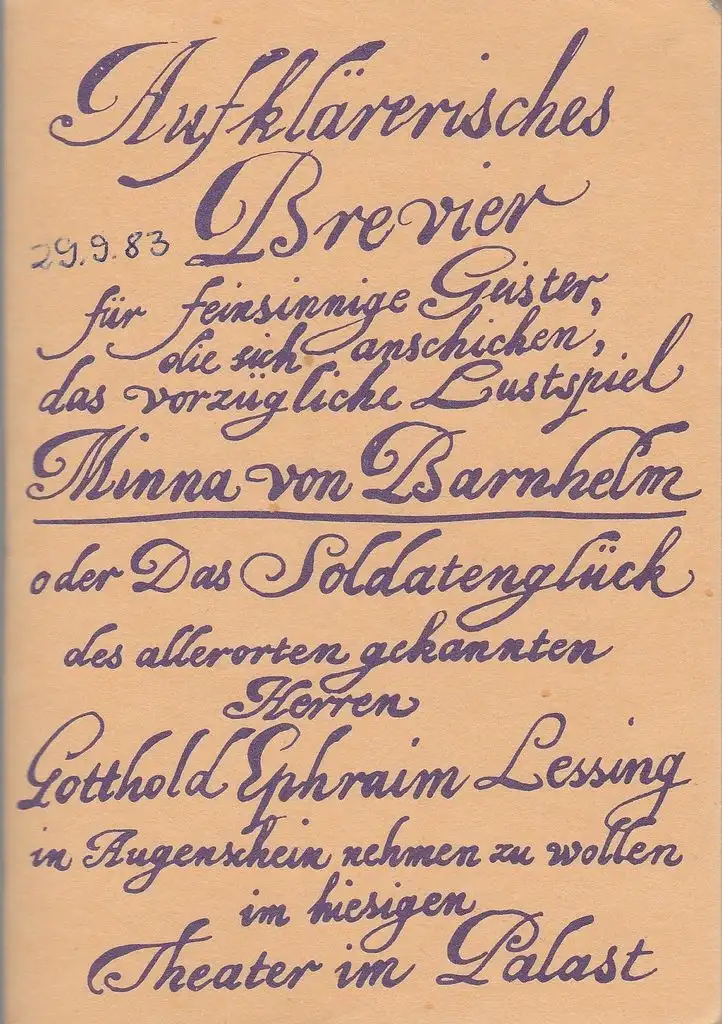 Aufklärerisches
Brevier
29.9.83
für feinsinnige Geister,
die sich anschicken,
das vorzügliche Lustspiel
Minna von Barnhelm
oder Das Soldatenglück
des allerorten gekannten
Herren
Gotthold Ephraim Lessing
in Augenschein nehmen zu wollen
im hiesigen
Theater im Palast